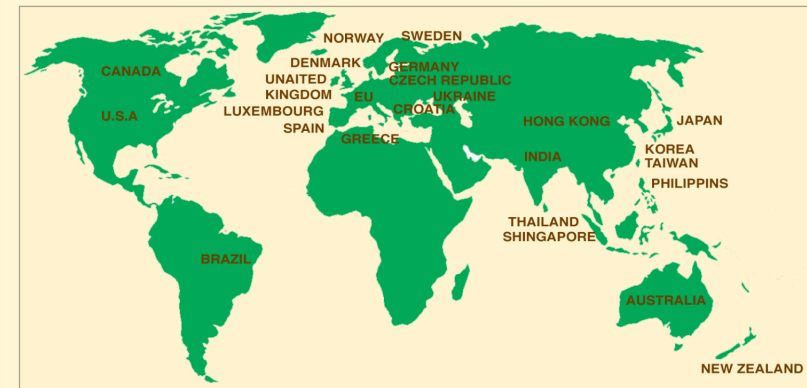 NORWAY
SWEDEN
DENMARK
GERMANY
CANADA
UNAITED
KINGDOM
CZECH REPUBLIC
EU
UKRAINE
LUXEMBOURG
CROATIA
U.S.A
SPAIN
HONG KONG
JAPAN
GREECE
KOREA
INDIA
TAIWAN
PHILIPPINS
THAILAND
SHINGAPORE
BRAZIL
AUSTRALIA
NEW ZEALAND